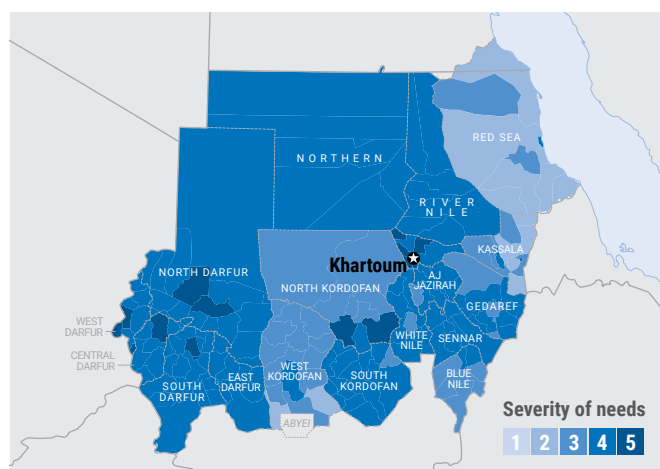 RED SEA
NORTHERN
RIVER
NILE
KASSALA
Khartoum
NORTH DARFUR
NORTH KORDOFAN
AJ
JAZIRAH
GEDAREF
WEST
DARFUR
WHITE
NILE
SENNAR
CENTRAL
DARFUR
WEST
KORDOFAN
SOUTH
KORDOFAN
BLUE
NILE
SOUTH
DARFUR
EAST
DARFUR
ABYEI
Severity of needs
1 2 3 4 5